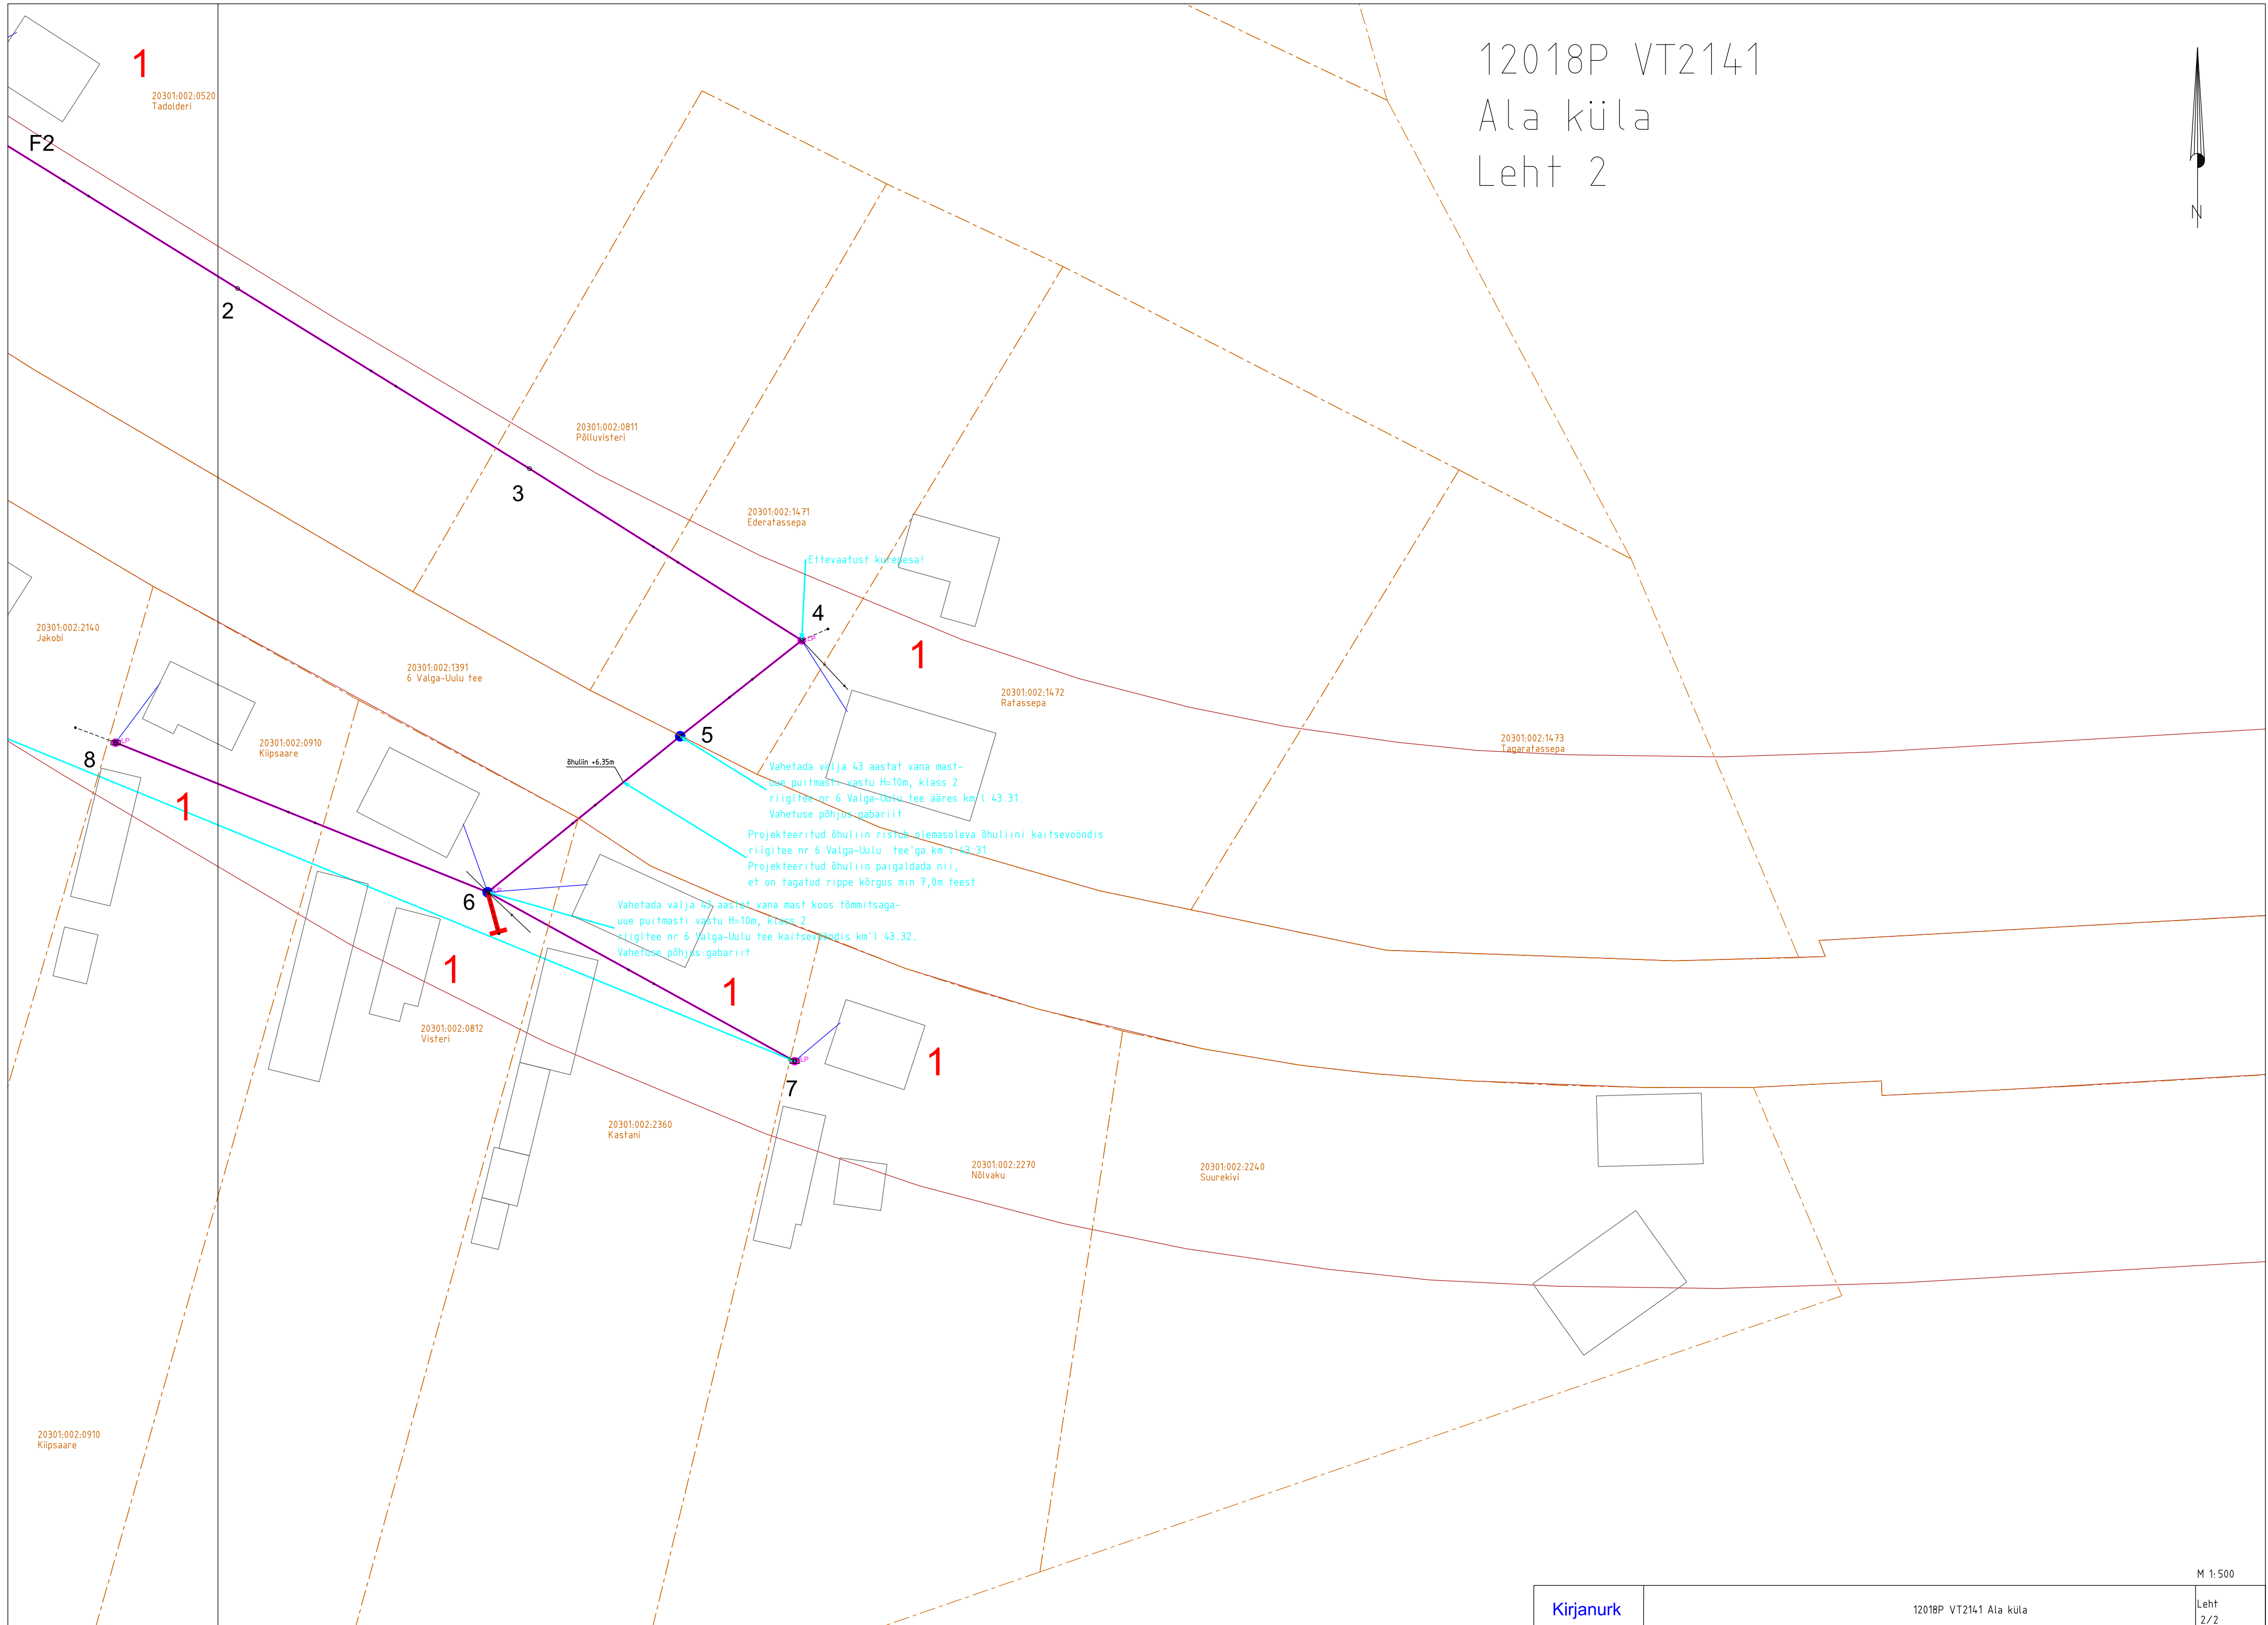 12018P VT2141
Ala küla
Leht 2
N
1
20301:002:0520
Tadolderi
F2
2
3
20301:002:0811
Põlluvisteri
20301:002:1471
Ederatassepa
Ettevaatust kurepesa!
4
LP
1
20301:002:2140
Jakobi
20301:002:1391
6 Valga-Uulu tee
20301:002:1472
Ratassepa
20301:002:1473
Tagaratassepa
20301:002:0910
Kiipsaare
LP
8
5
õhuliin +6.35m
Vahetada välja 43 aastat vana mast-
uue puitmasti vastu H=10m, klass 2
riigitee nr 6 Valga-Uulu tee ääres km'l 43.31
Vahetuse põhjus gabariit
1
Projekteeritud õhuliin ristub olemasoleva õhuliini kaitsevööndis
riigitee nr 6 Valga-Uulu tee'ga km'l 43.31
Projekteeritud õhuliin paigaldada nii,
et on tagatud rippe kõrgus min 7,0m teest
LP
6
Vahetada välja 43 aastat vana mast koos tõmmitsaga-
uue puitmasti vastu H=10m, klass 2
riigitee nr 6 Valga-Uulu tee kaitsevööndis km'l 43.32.
Vahetuse põhjus gabariit
1
1
20301:002:0812
Visteri
LP
7
1
20301:002:2360
Kastani
20301:002:2270
Nõlvaku
20301:002:2240
Suurekivi
20301:002:0910
Kiipsaare
M 1:500
Kirjanurk
12018P VT2141 Ala küla
Leht
2/2